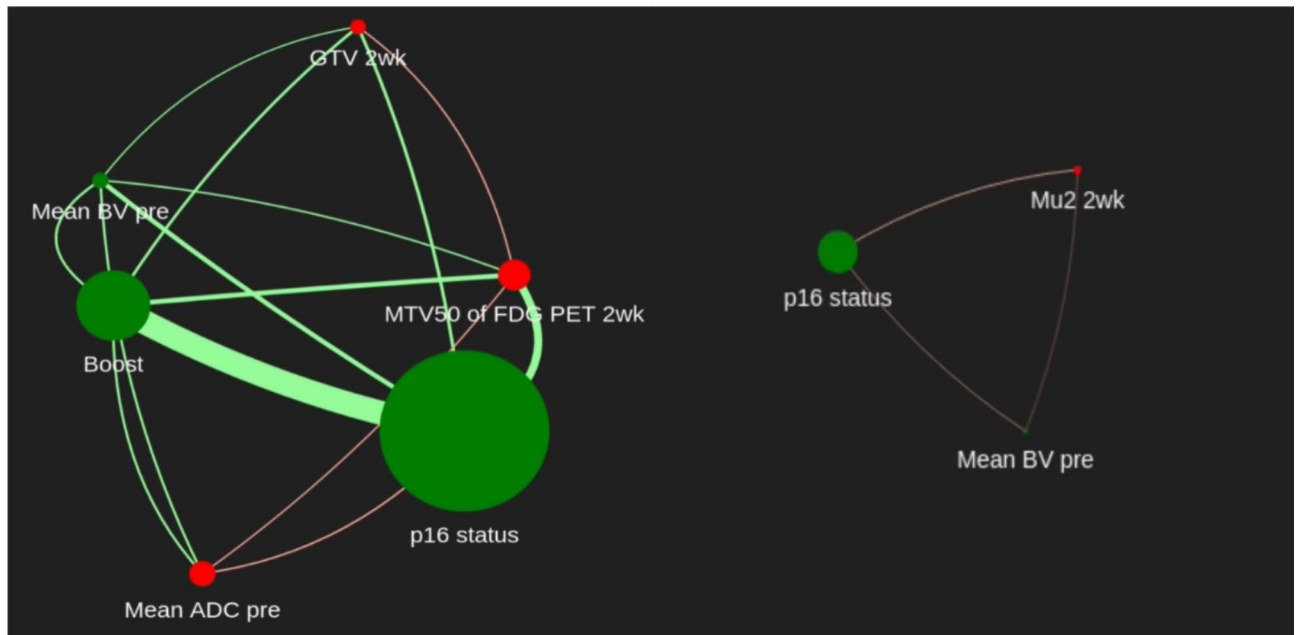 GTV 2wk
Mean BV pre
MTV50 of FDG PET 2wk
Boost
p16 status
Mean ADC pre
Mu2 2wk
p16 status
Mean BV pre